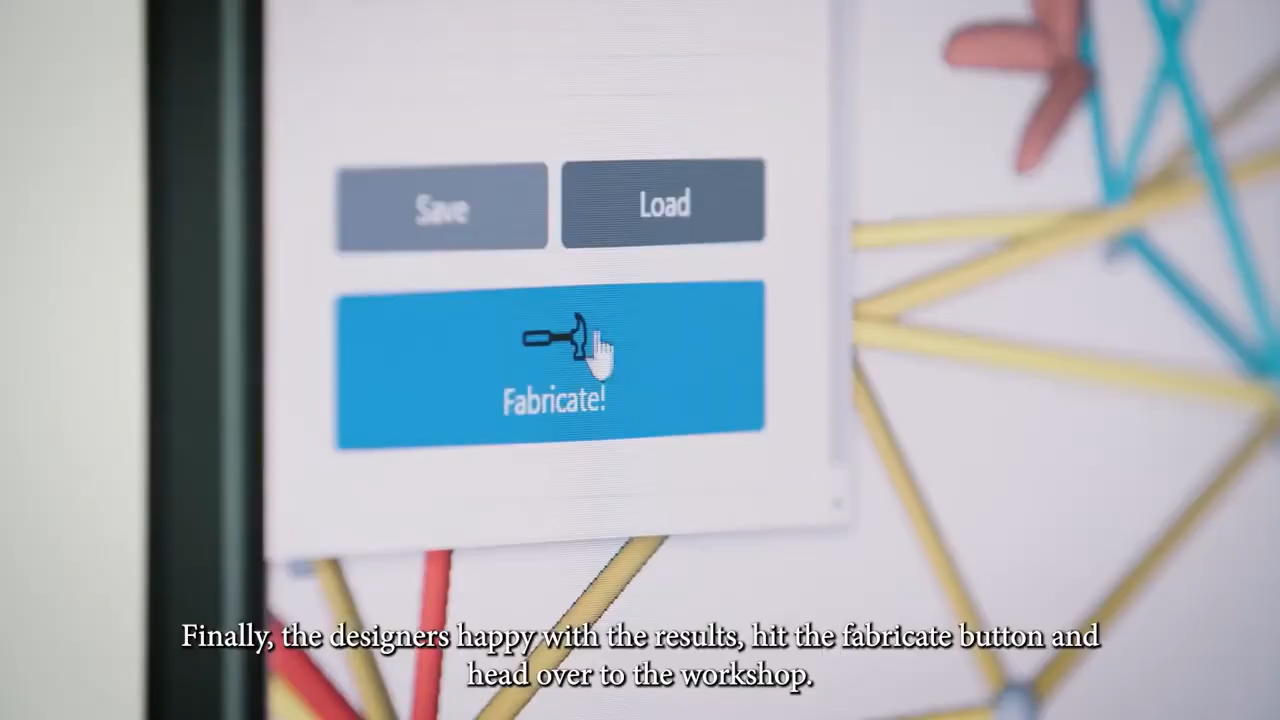 Save
Load
Fabricate!
Finally, the designers happy with the results, hit the fabricate button and
head over to the workshop.